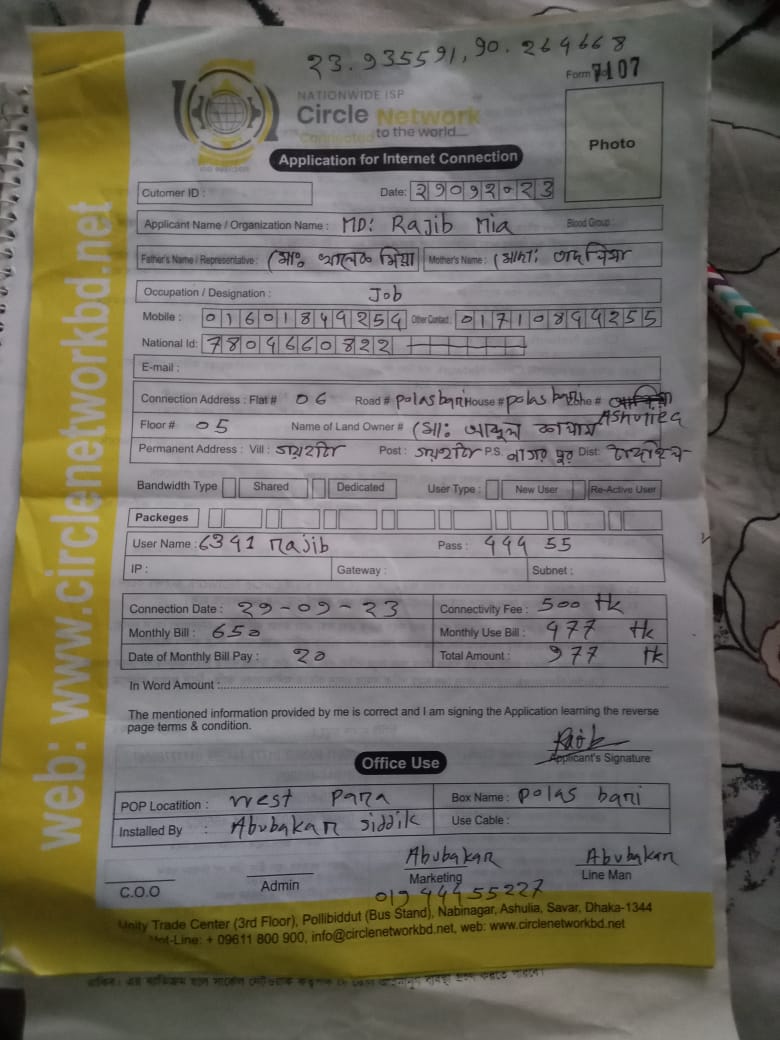 23.935591, 90.264668
Form 7107
NATIONWIDE ISP
Circle Network
Connected to the world....
Application for Internet Connection
Photo
Cutomer ID :
Date:
Applicant Name / Organization Name : MD: Rajib Mia Blood Group :
Father's Name / Representative : Mother's Name :
Occupation / Designation : Job
Mobile : 01601849254 Other Contact : 01710844255
National Id: 7804660822
E-mail :
Connection Address : Flat # 06 Road # polasbari House # polas bari Zone # Ashuliea
Floor # 05 Name of Land Owner #
Permanent Address : Vill : Post : P.S. নাগর পুর Dist:
Bandwidth Type Shared Dedicated User Type : New User Re-Active User
Packeges
User Name : 6341 Rajib Pass : 444 55
IP : Gateway : Subnet :
Connection Date : 29-09-23 Connectivity Fee : 500 tk
Monthly Bill : 650 Monthly Use Bill : 477 tk
Date of Monthly Bill Pay : 20 Total Amount : 977 tk
In Word Amount :
The mentioned information provided by me is correct and I am signing the Application learning the reverse
page terms & condition.
Rajib
Applicant's Signature
Office Use
POP Locatition : west para Box Name : polas bari
Installed By : Abubakar siddik Use Cable :
Abubakar Abubakar
C.O.O Admin Marketing Line Man
01944455227
Unity Trade Center (3rd Floor), Pollibiddut (Bus Stand), Nabinagar, Ashulia, Savar, Dhaka-1344
Hot-Line: + 09611 800 900, info@circlenetworkbd.net, web: www.circlenetworkbd.net
web: www.circlenetworkbd.net